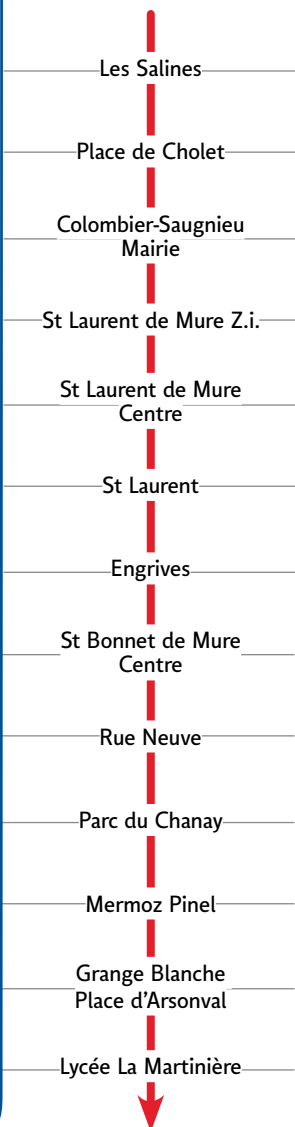 Les Salines
Place de Cholet
Colombier-Saugnieu
Mairie
St Laurent de Mure Z.i.
St Laurent de Mure
Centre
St Laurent
Engrives
St Bonnet de Mure
Centre
Rue Neuve
Parc du Chanay
Mermoz Pinel
Grange Blanche
Place d'Arsonval
Lycée La Martinière